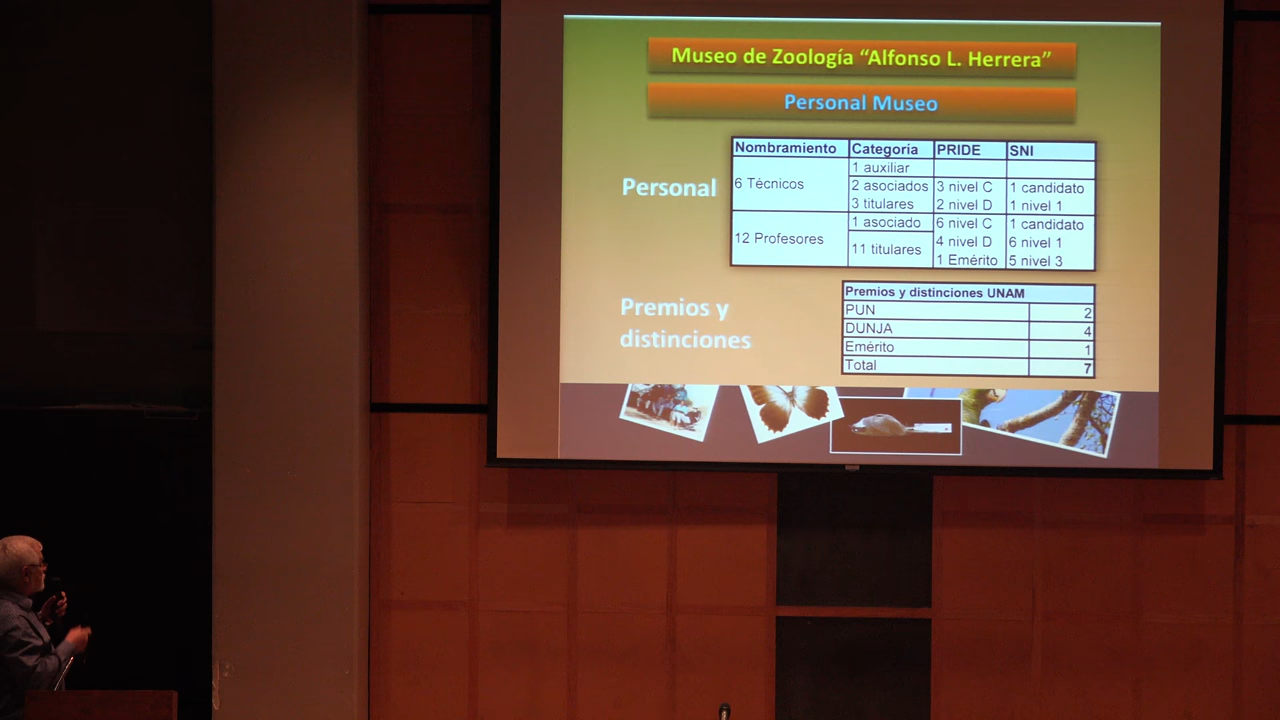 Museo de Zoología “Alfonso L. Herrera”
Personal Museo
Personal
Nombramiento Categoría PRIDE SNI
6 Técnicos
1 auxiliar
2 asociados 3 nivel C 1 candidato
3 titulares 2 nivel D 1 nivel 1
12 Profesores
1 asociado 6 nivel C 1 candidato
11 titulares 4 nivel D 6 nivel 1
1 Emérito 5 nivel 3
Premios y
distinciones
Premios y distinciones UNAM
PUN 2
DUNJA 4
Emérito 1
Total 7